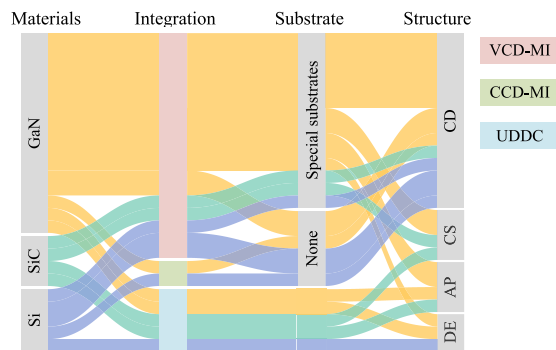 Materials Integration Substrate Structure
GaN
SiC
Si
Special substrates
None
CD
CS
AP
DE
VCD-MI
CCD-MI
UDDC